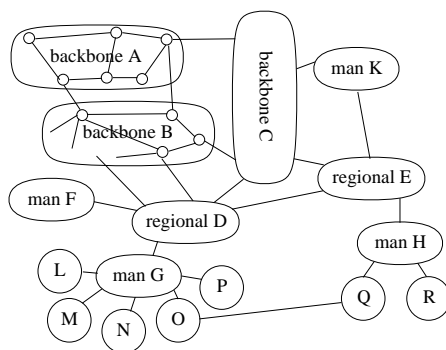 backbone A
backbone C
man K
backbone B
regional E
man F
regional D
man H
L
man G
P
Q
R
M
N
O